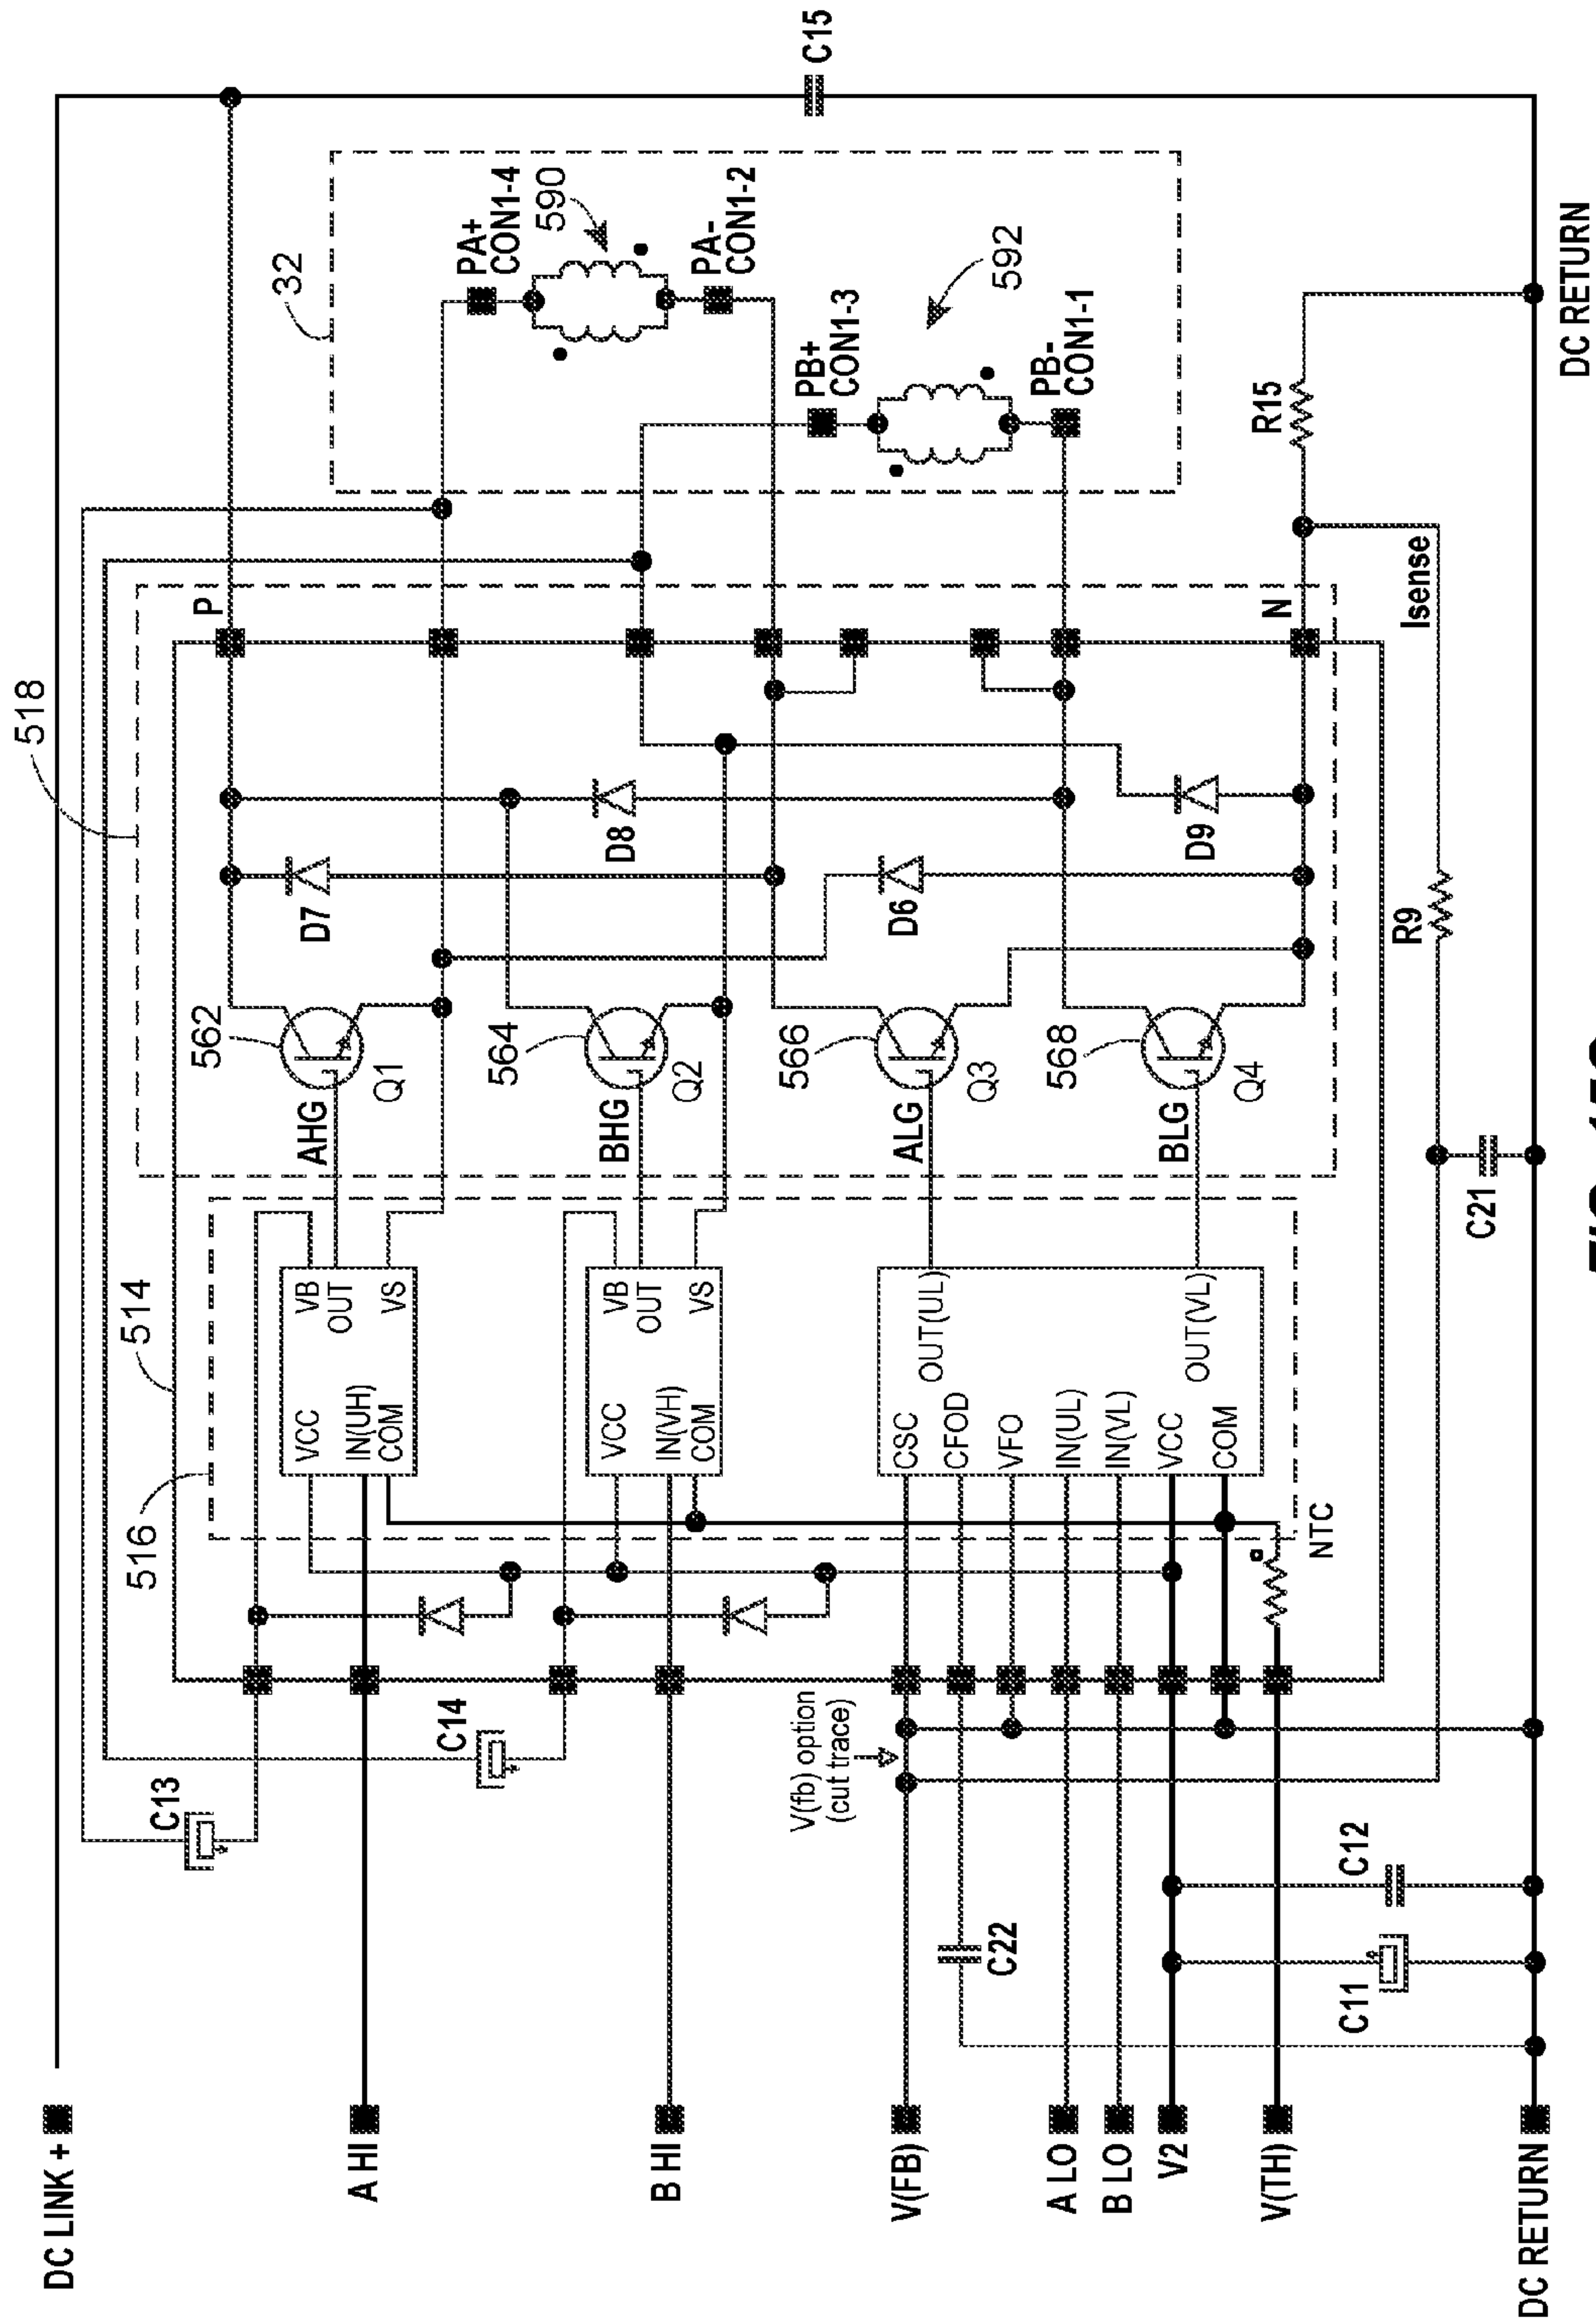 DC LINK +
C15
518
514
516
P
32
PA+
CON1-4
590
PA-
CON1-2
PB+
CON1-3
592
PB-
CON1-1
C13
A HI
VCC
IN(UH)
COM
VB
OUT
VS
AHG
562
Q1
D7
C14
B HI
VCC
IN(VH)
COM
VB
OUT
VS
BHG
564
Q2
D8
V(fb) option
(cut trace)
V(FB)
C22
A LO
B LO
V2
V(TH)
CSC
CFOD
VFO
IN(UL)
IN(VL)
VCC
COM
OUT(UL)
OUT(VL)
ALG
566
Q3
D6
BLG
568
Q4
D9
N
NTC
R15
Isense
R9
C11
C12
C21
DC RETURN
DC RETURN